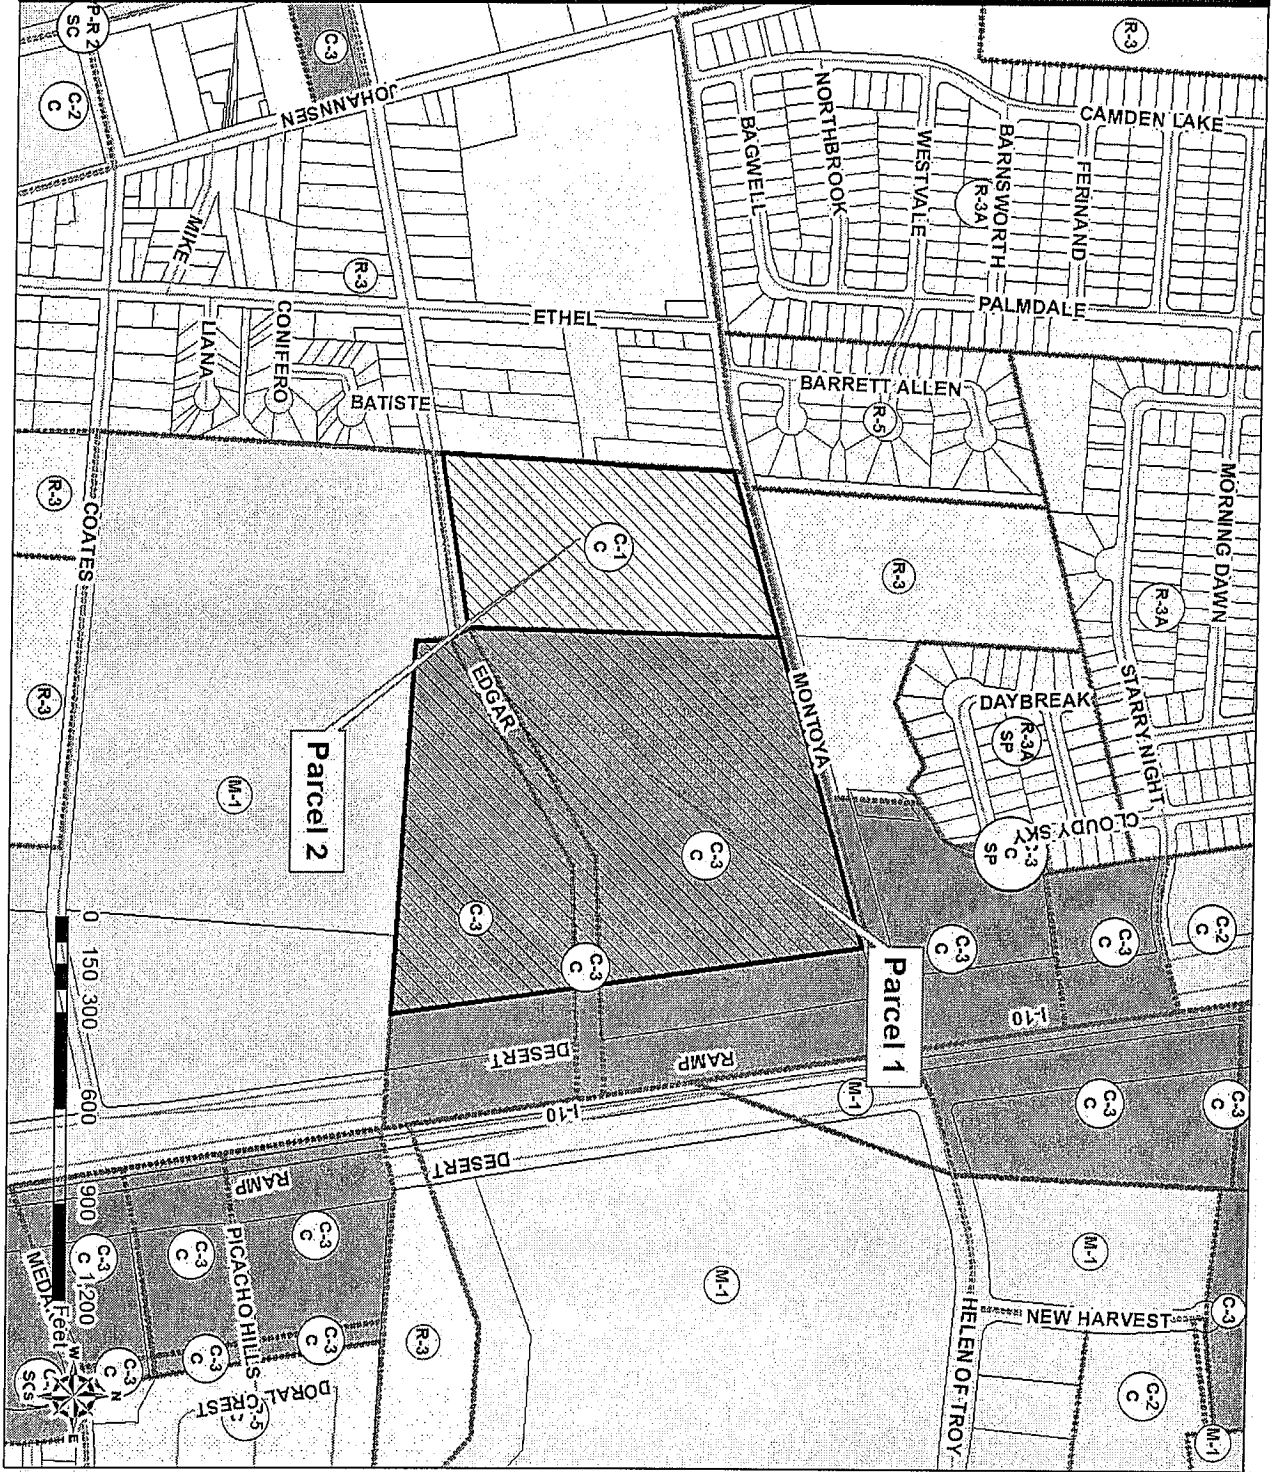 R-3
CAMDEN LAKE
P-R 2
SC
C-3
C-2
C
JOHANNSEN
NORTHBROOK
BAGWELL
WESTVALE
BARNSWORTH
FERINAND
R-3A
MIKE
R-3
PALMDALE
ETHEL
LIANA
CONIFERO
BATISTE
BARRETT ALLEN
R-5
MORNING DAWN
R-3
COATES
C-1
C
R-3
R-3A
STARRY NIGHT
DAYBREAK
R-3A
SP
EDGAR
MONTOYA
R-3
M-1
Parcel 2
CLOUDY SKY
C-3
C
SP
C-3
C
C-3
C-3
C
C-3
C
C-3
C
C-2
C
Parcel 1
I-10
DESERT
RAMP
M-1
C-3
C
C-3
C
I-10
DESERT
RAMP
0 150 300 600 900 1,200
Feet
C-3
C
C-3
C
C-3
C
PICACHO HILLS
M-1
M-1
HELEN OF TROY
NEW HARVEST
C-3
C-2
C
M-1
R-3
C-3
C
C-3
C
C-3
C
DORAL CREST
SCs
W
N
E